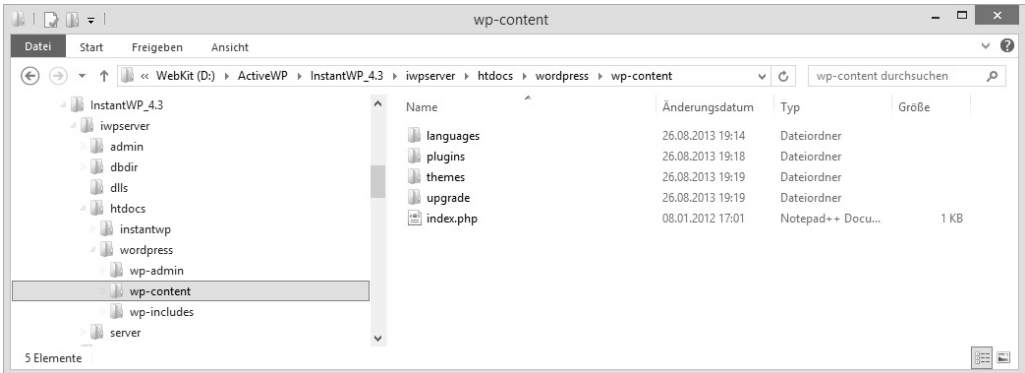 wp-content
Datei Start Freigeben Ansicht
« WebKit (D:) ActiveWP InstantWP_4.3 iwpserver htdocs wordpress wp-content
wp-content durchsuchen
InstantWP_4.3
iwpserver
admin
dbdir
dlls
htdocs
instantwp
wordpress
wp-admin
wp-content
wp-includes
server
Name Änderungsdatum Typ Größe
languages 26.08.2013 19:14 Dateiordner
plugins 26.08.2013 19:18 Dateiordner
themes 26.08.2013 19:19 Dateiordner
upgrade 26.08.2013 19:19 Dateiordner
index.php 08.01.2012 17:01 Notepad++ Docu... 1 KB
5 Elemente